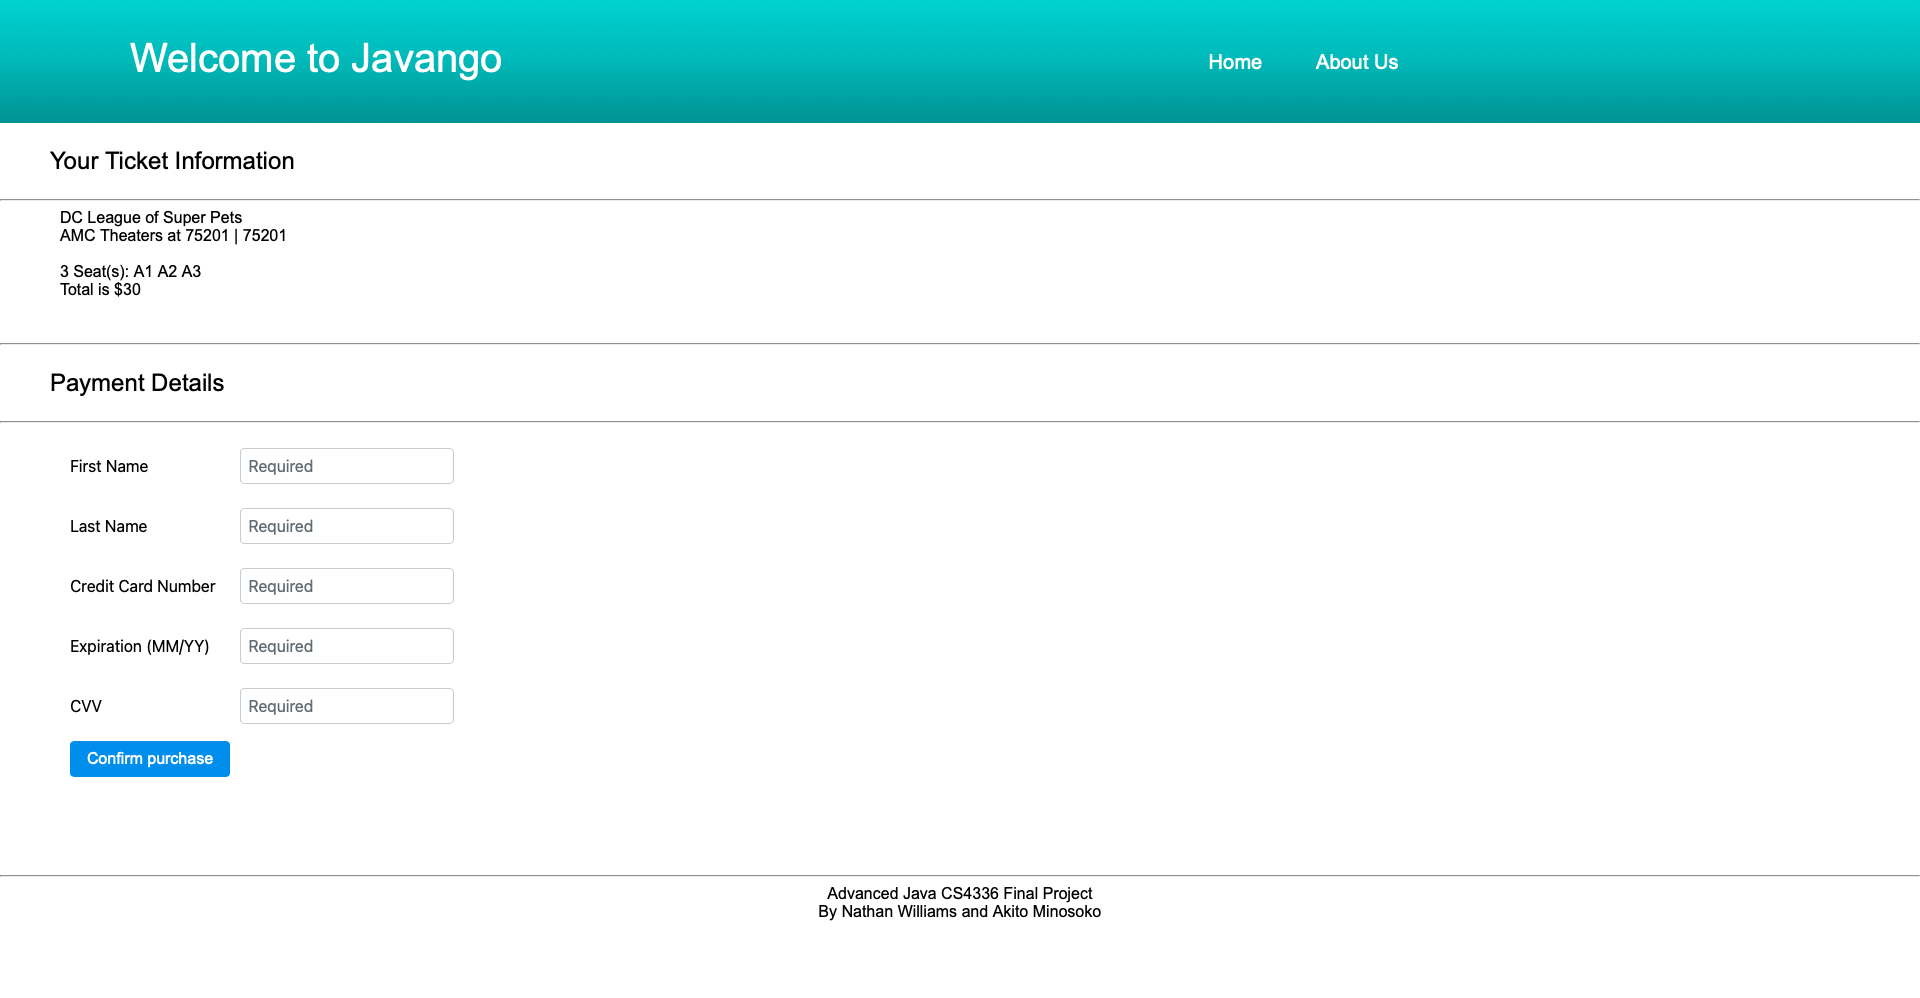 Welcome to Javango
Home
About Us
Your Ticket Information
DC League of Super Pets
AMC Theaters at 75201 | 75201
3 Seat(s): A1 A2 A3
Total is $30
Payment Details
First Name
Required
Last Name
Required
Credit Card Number
Required
Expiration (MM/YY)
Required
CVV
Required
Confirm purchase
Advanced Java CS4336 Final Project
By Nathan Williams and Akito Minosoko